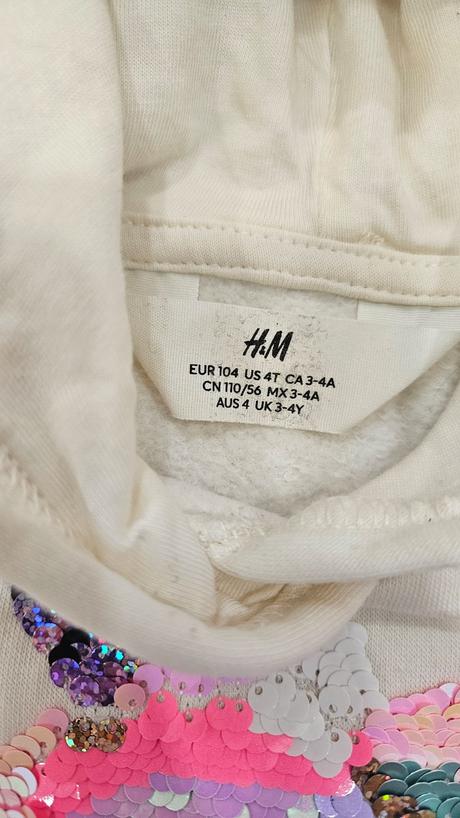 H&M
EUR 104 US 4T CA 3-4A
CN 110/56 MX 3-4A
AUS 4 UK 3-4Y